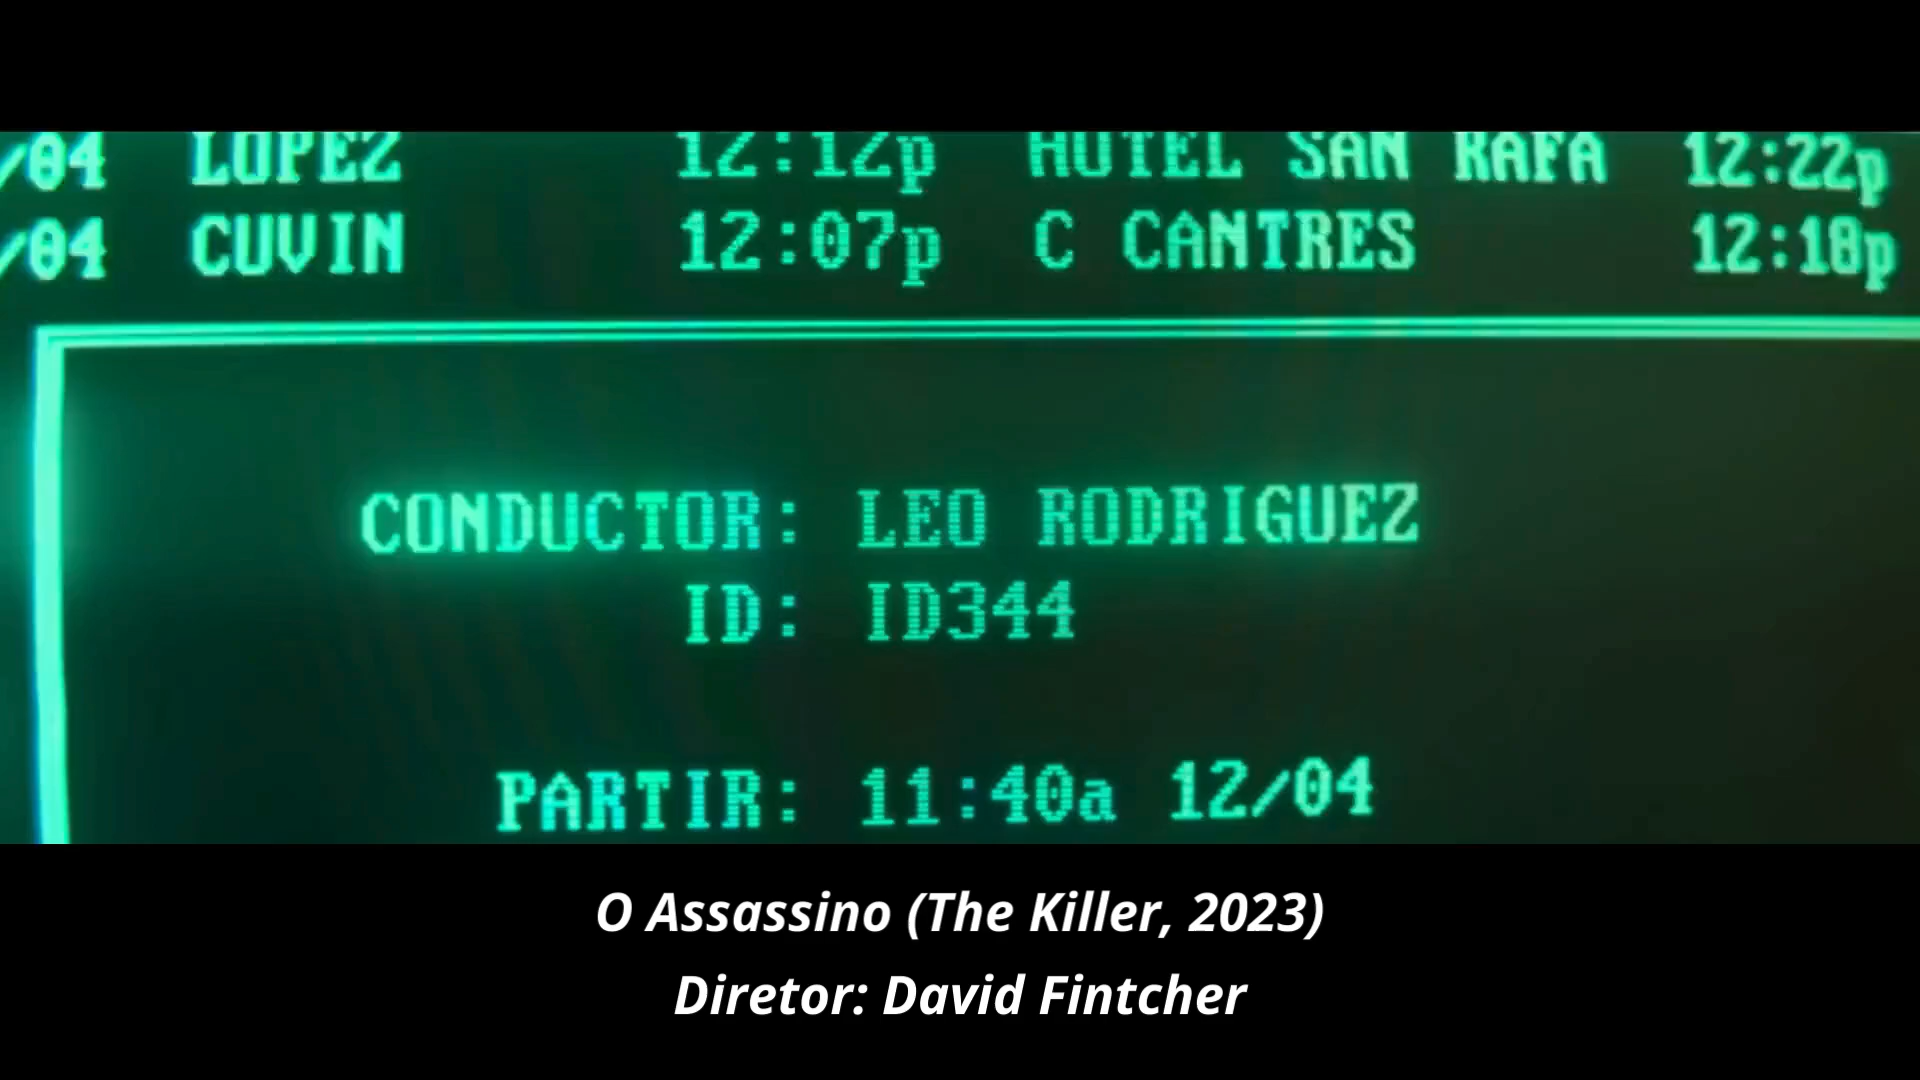 /04 LOPEZ 12:12p HOTEL SAN RAFA 12:22p
/04 CUVIN 12:07p C CANTRES 12:18p
CONDUCTOR: LEO RODRIGUEZ
ID: ID344
PARTIR: 11:40a 12/04
O Assassino (The Killer, 2023)
Diretor: David Fintcher